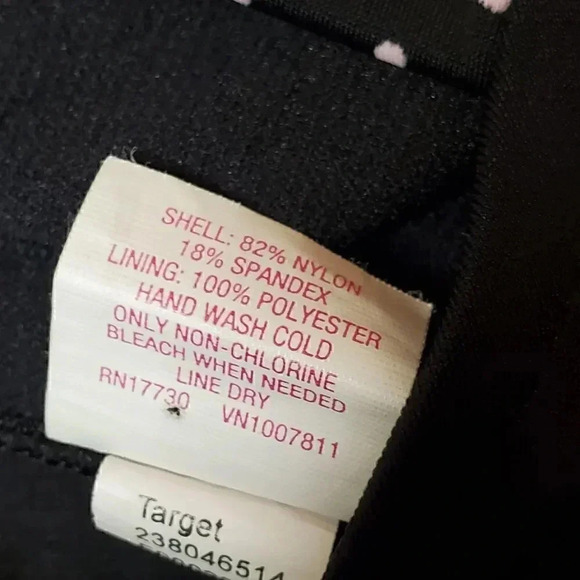 SHELL: 82% NYLON
18% SPANDEX
LINING: 100% POLYESTER
HAND WASH COLD
ONLY NON-CHLORINE
BLEACH WHEN NEEDED
LINE DRY
RN17730 VN1007811
Target
238046514